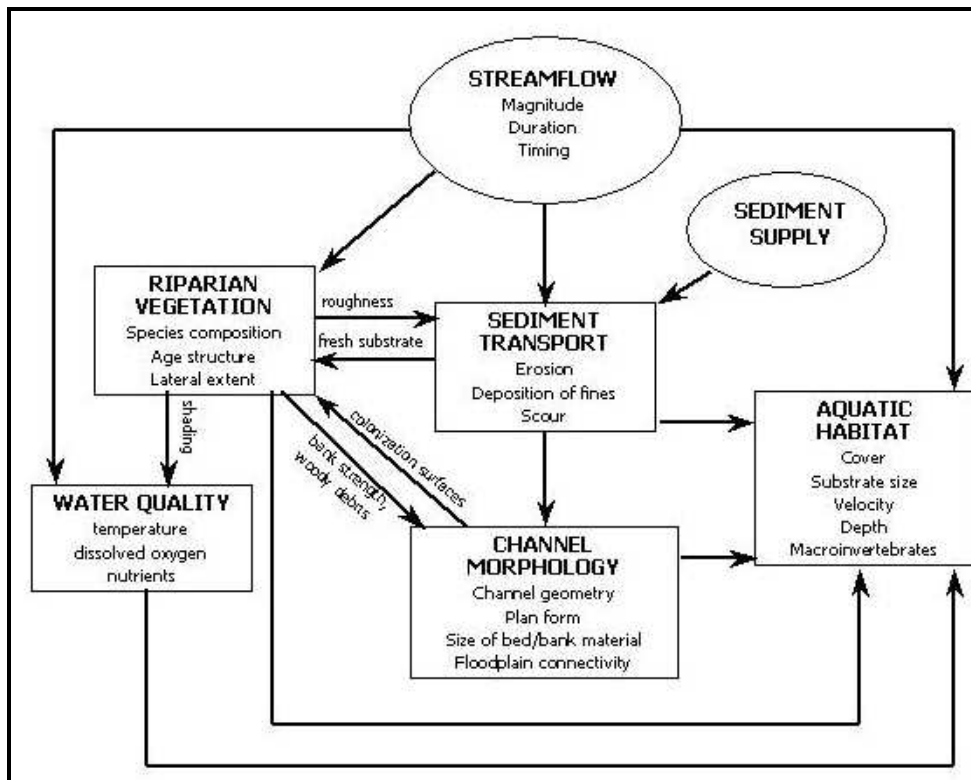 STREAMFLOW
Magnitude
Duration
Timing
SEDIMENT
SUPPLY
RIPARIAN
VEGETATION
Species composition
Age structure
Lateral extent
roughness
fresh substrate
SEDIMENT
TRANSPORT
Erosion
Deposition of fines
Scour
shading
colonization surfaces
bank strength,
woody debris
AQUATIC
HABITAT
Cover
Substrate size
Velocity
Depth
Macroinvertebrates
WATER QUALITY
temperature
dissolved oxygen
nutrients
CHANNEL
MORPHOLOGY
Channel geometry
Plan form
Size of bed/bank material
Floodplain connectivity